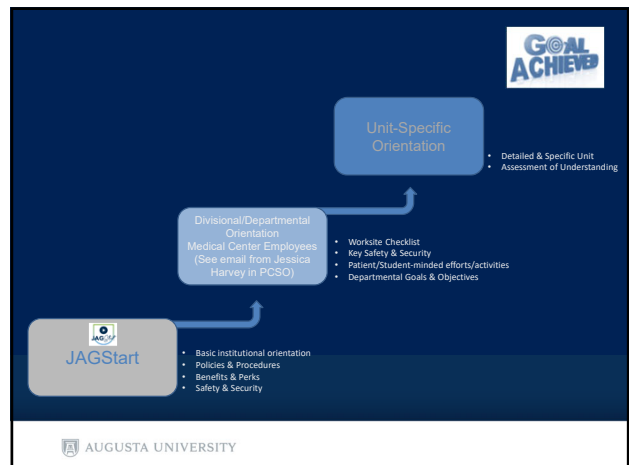 GOAL
ACHIEVED
Unit-Specific
Orientation
• Detailed & Specific Unit
• Assessment of Understanding
Divisional/Departmental
Orientation
Medical Center Employees
(See email from Jessica
Harvey in PCSO)
• Worksite Checklist
• Key Safety & Security
• Patient/Student-minded efforts/activities
• Departmental Goals & Objectives
JAGStart
• Basic institutional orientation
• Policies & Procedures
• Benefits & Perks
• Safety & Security
AUGUSTA UNIVERSITY